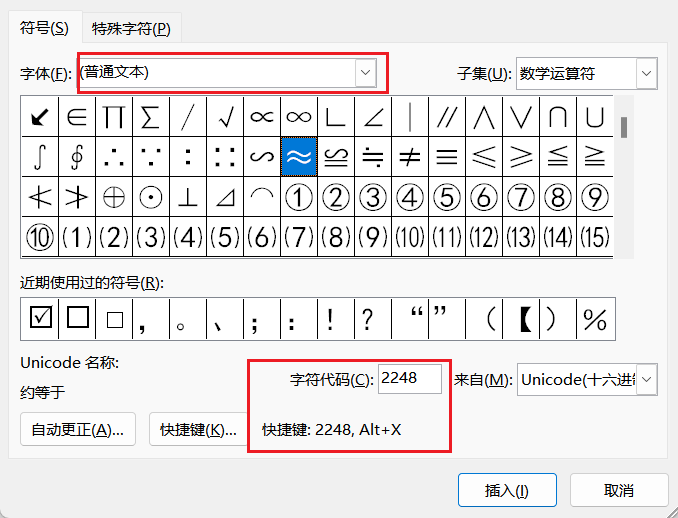 符号(S) 特殊字符(P)
字体(F): (普通文本) 子集(U): 数学运算符
↙ ∈ ∏ ∑ ∕ √ ∝ ∞ ∟ ∠ ∣ ∥ ∧ ∨ ∩ ∪
∫ ∮ ∴ ∵ ∶ ∷ ∽ ≈ ≌ ≒ ≠ ≡ ≤ ≥ ≦ ≧
≮ ≯ ⊕ ⊙ ⊥ ⊿ ⌒ ① ② ③ ④ ⑤ ⑥ ⑦ ⑧ ⑨
⑩ ⑴ ⑵ ⑶ ⑷ ⑸ ⑹ ⑺ ⑻ ⑼ ⑽ ⑾ ⑿ ⒀ ⒁ ⒂
近期使用过的符号(R):
☑ □ □ , 。 、 ; : ! ? “ ” ( 【 ) %
Unicode 名称:
约等于
字符代码(C): 2248 来自(M): Unicode(十六进
自动更正(A)... 快捷键(K)... 快捷键: 2248, Alt+X
插入(I) 取消